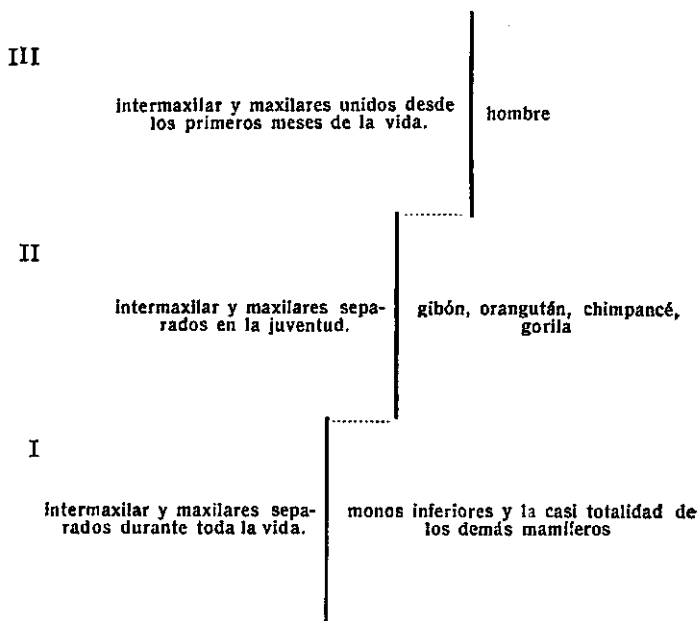 III
intermaxilar y maxilares unidos desde
los primeros meses de la vida.
hombre
II
intermaxilar y maxilares sepa-
rados en la juventud.
gibón, orangután, chimpancé,
gorila
I
intermaxilar y maxilares sepa-
rados durante toda la vida.
monos inferiores y la casi totalidad de
los demás mamíferos